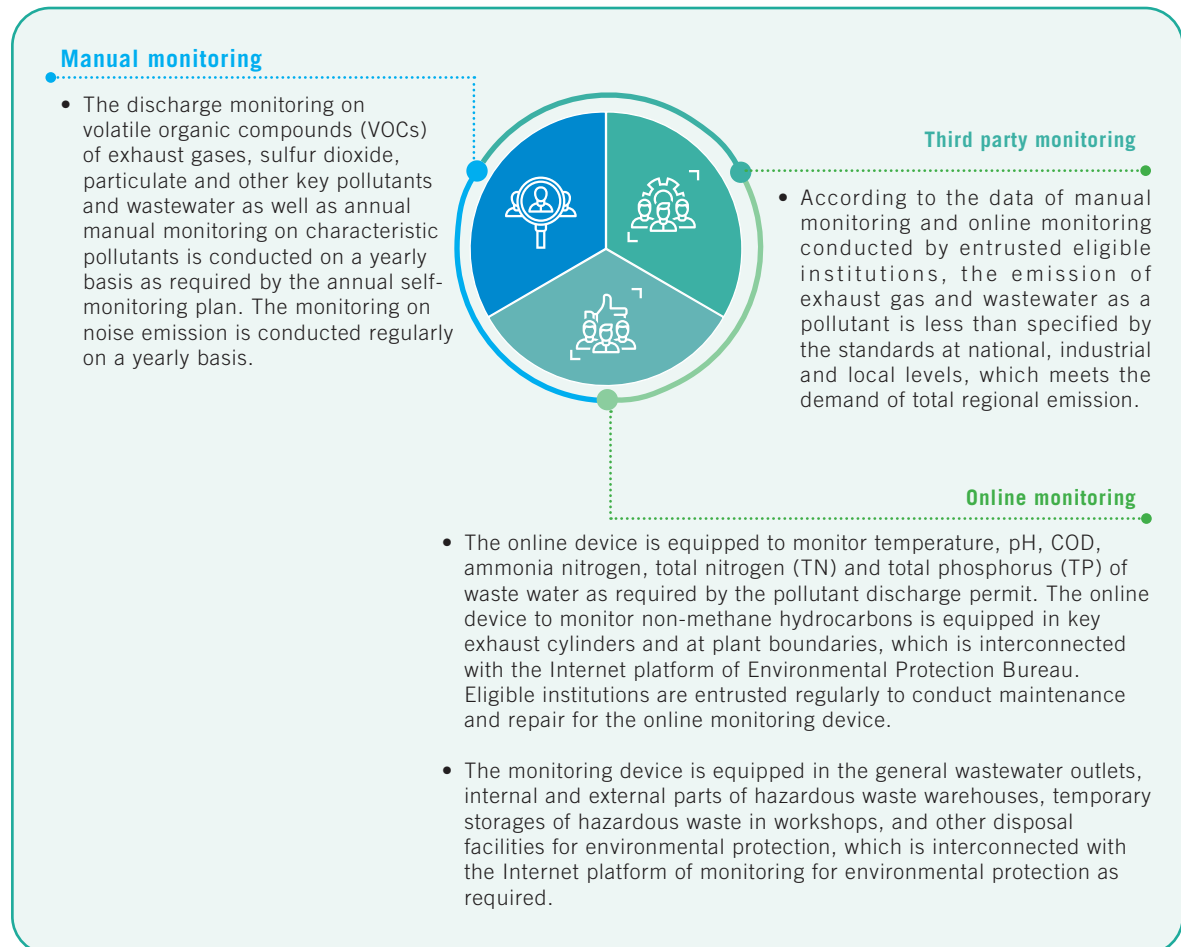 Manual monitoring
• The discharge monitoring on
volatile organic compounds (VOCs)
of exhaust gases, sulfur dioxide,
particulate and other key pollutants
and wastewater as well as annual
manual monitoring on characteristic
pollutants is conducted on a yearly
basis as required by the annual self-
monitoring plan. The monitoring on
noise emission is conducted regularly
on a yearly basis.
Third party monitoring
• According to the data of manual
monitoring and online monitoring
conducted by entrusted eligible
institutions, the emission of
exhaust gas and wastewater as a
pollutant is less than specified by
the standards at national, industrial
and local levels, which meets the
demand of total regional emission.
Online monitoring
• The online device is equipped to monitor temperature, pH, COD,
ammonia nitrogen, total nitrogen (TN) and total phosphorus (TP) of
waste water as required by the pollutant discharge permit. The online
device to monitor non-methane hydrocarbons is equipped in key
exhaust cylinders and at plant boundaries, which is interconnected
with the Internet platform of Environmental Protection Bureau.
Eligible institutions are entrusted regularly to conduct maintenance
and repair for the online monitoring device.
• The monitoring device is equipped in the general wastewater outlets,
internal and external parts of hazardous waste warehouses, temporary
storages of hazardous waste in workshops, and other disposal
facilities for environmental protection, which is interconnected with
the Internet platform of monitoring for environmental protection as
required.